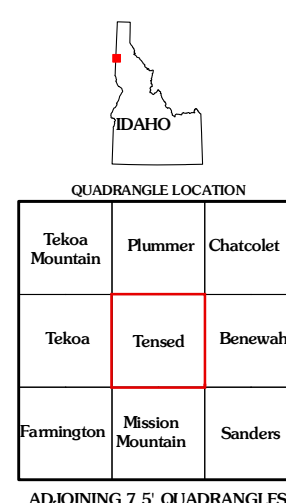 IDAHO
QUADRANGLE LOCATION
Tekoa
Mountain
Plummer
Chatcolet
Tekoa
Tensed
Benewah
Farmington
Mission
Mountain
Sanders
ADJOINING 7.5' QUADRANGLES